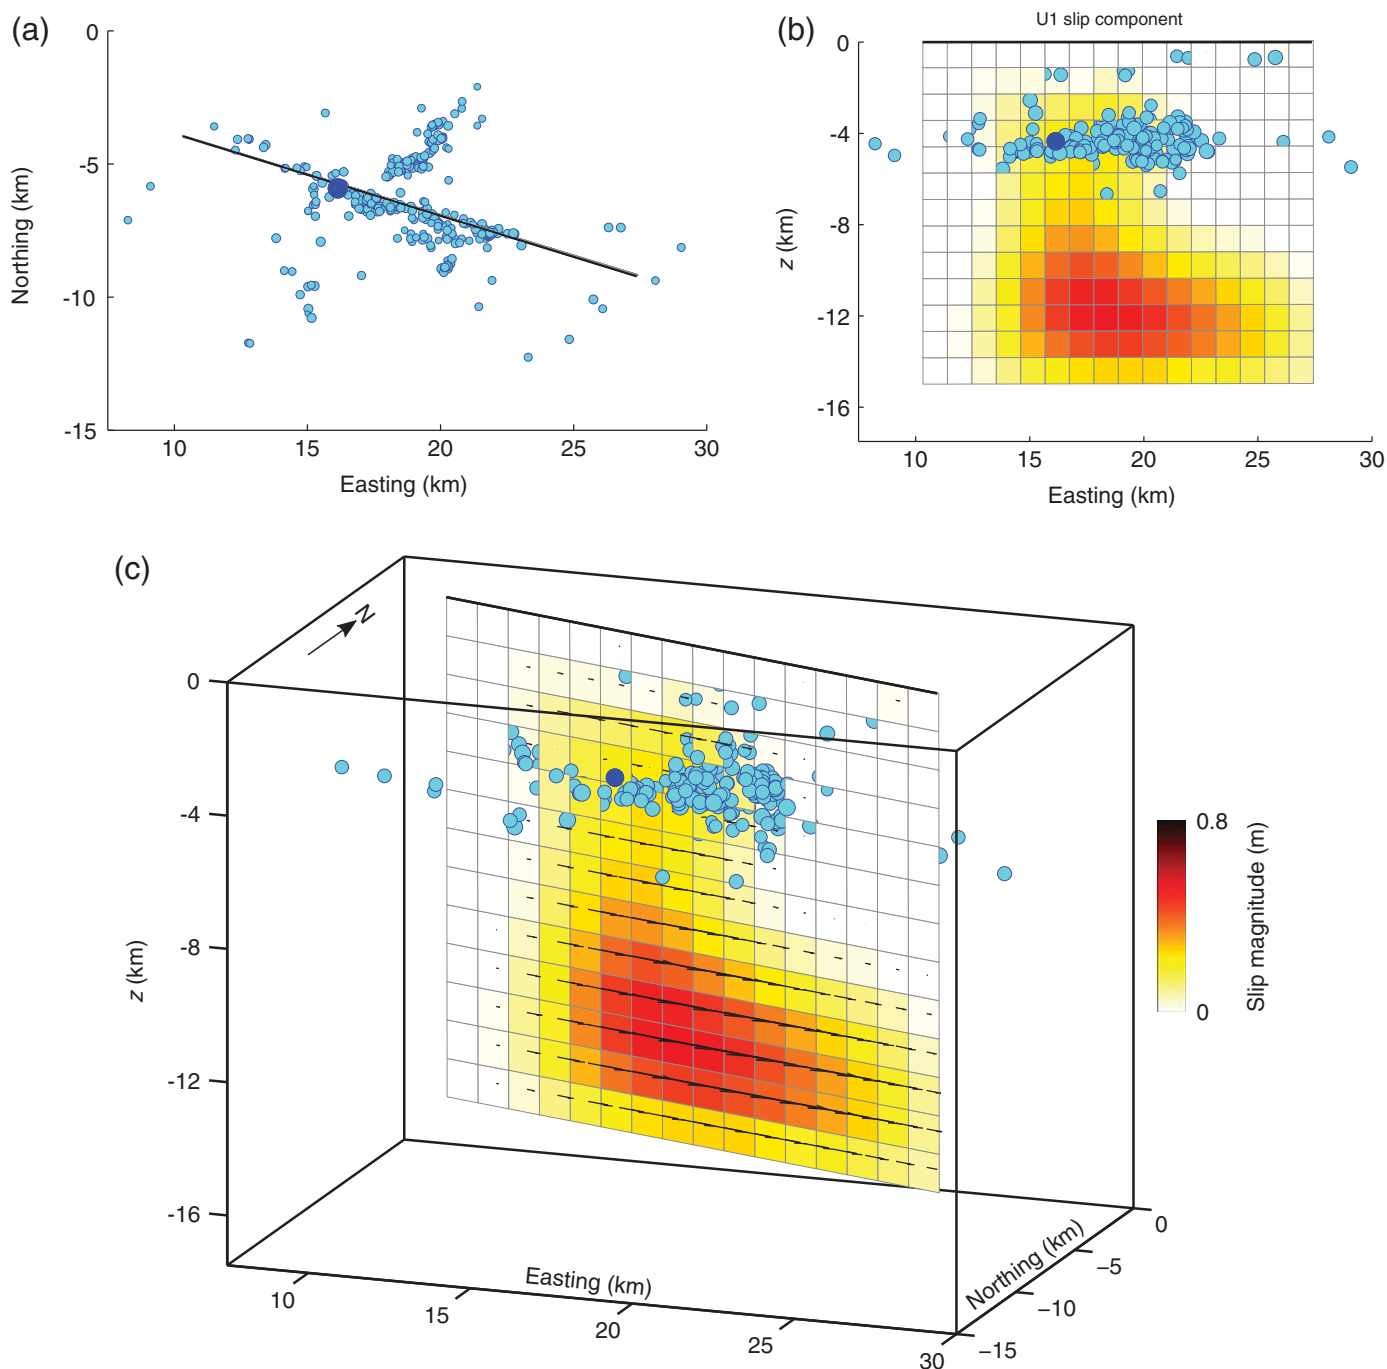 (a)
0
-5
-10
-15
Northing (km)
10 15 20 25 30
Easting (km)
(b)
U1 slip component
0
-4
-8
-12
-16
z (km)
10 15 20 25 30
Easting (km)
(c)
N
0
-4
-8
-12
-16
z (km)
10 15 20 25 30
Easting (km)
0
−5
−10
−15
Northing (km)
0.8
0
Slip magnitude (m)